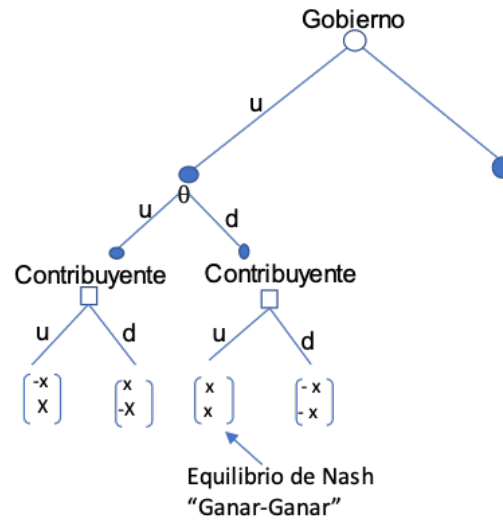 Gobierno
u
θ
u
d
Contribuyente
Contribuyente
u
d
u
d
-x
X
x
-X
x
x
- x
- x
Equilibrio de Nash
“Ganar-Ganar”